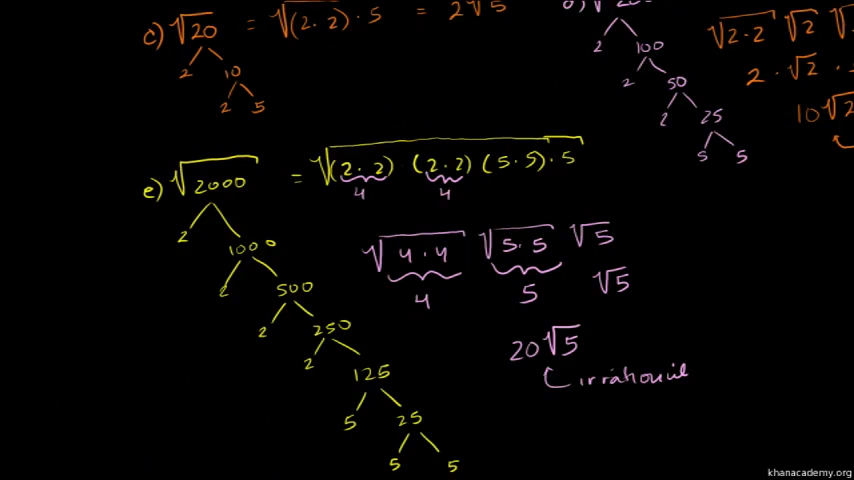 c) √20 = √(2·2)·5 = 2√5
2 10
2 5
2 100
2 50
2 25
5 5
√2·2 √2
2 · √2 ·
10√2
e) √2000 = √(2·2) (2·2) (5·5)·5
4 4
2 1000
2 500
2 250
2 125
5 25
5 5
√4·4 √5·5 √5
4 5 √5
20√5
irrational
khanacademy.org